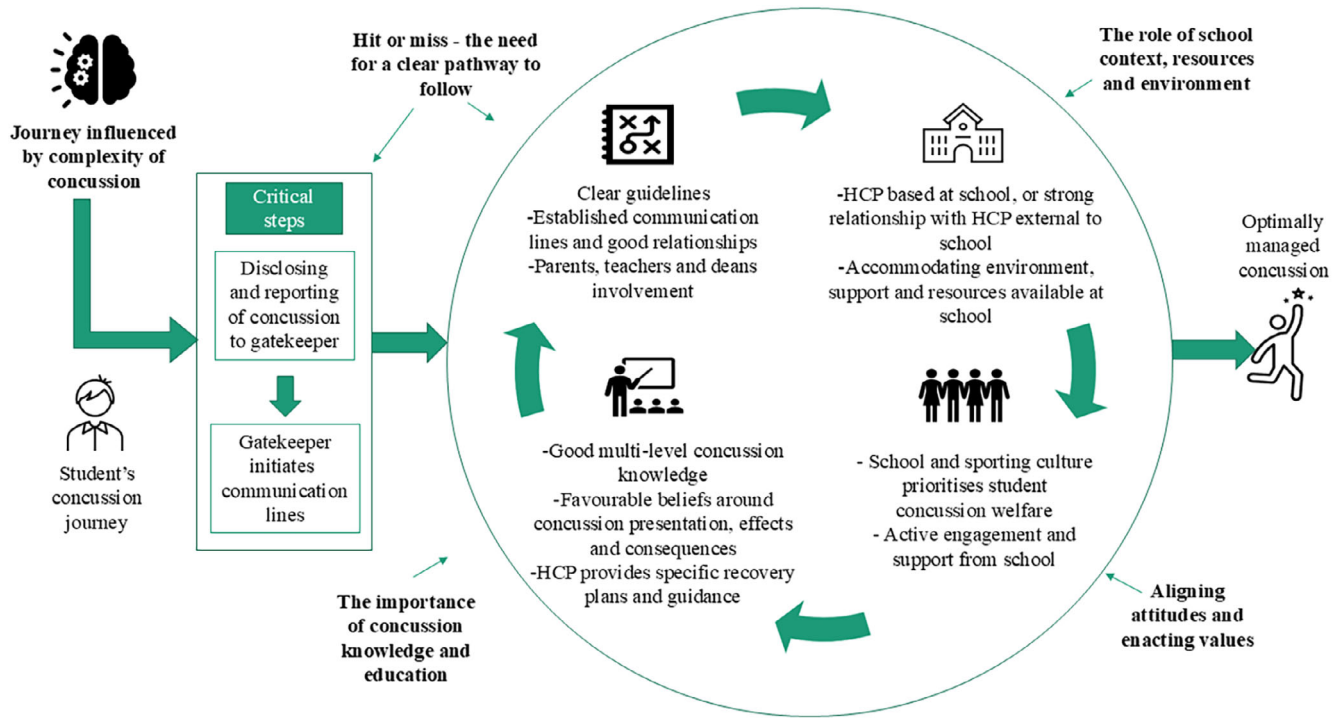 Journey influenced
by complexity of
concussion
Student's
concussion
journey
Hit or miss - the need
for a clear pathway to
follow
Critical
steps
Disclosing
and reporting
of concussion
to gatekeeper
Gatekeeper
initiates
communication
lines
The importance
of concussion
knowledge and
education
Clear guidelines
-Established communication
lines and good relationships
-Parents, teachers and deans
involvement
-HCP based at school, or strong
relationship with HCP external to
school
-Accommodating environment,
support and resources available at
school
-Good multi-level concussion
knowledge
-Favourable beliefs around
concussion presentation, effects
and consequences
-HCP provides specific recovery
plans and guidance
- School and sporting culture
prioritises student
concussion welfare
- Active engagement and
support from school
The role of school
context, resources
and environment
Aligning
attitudes and
enacting values
Optimally
managed
concussion